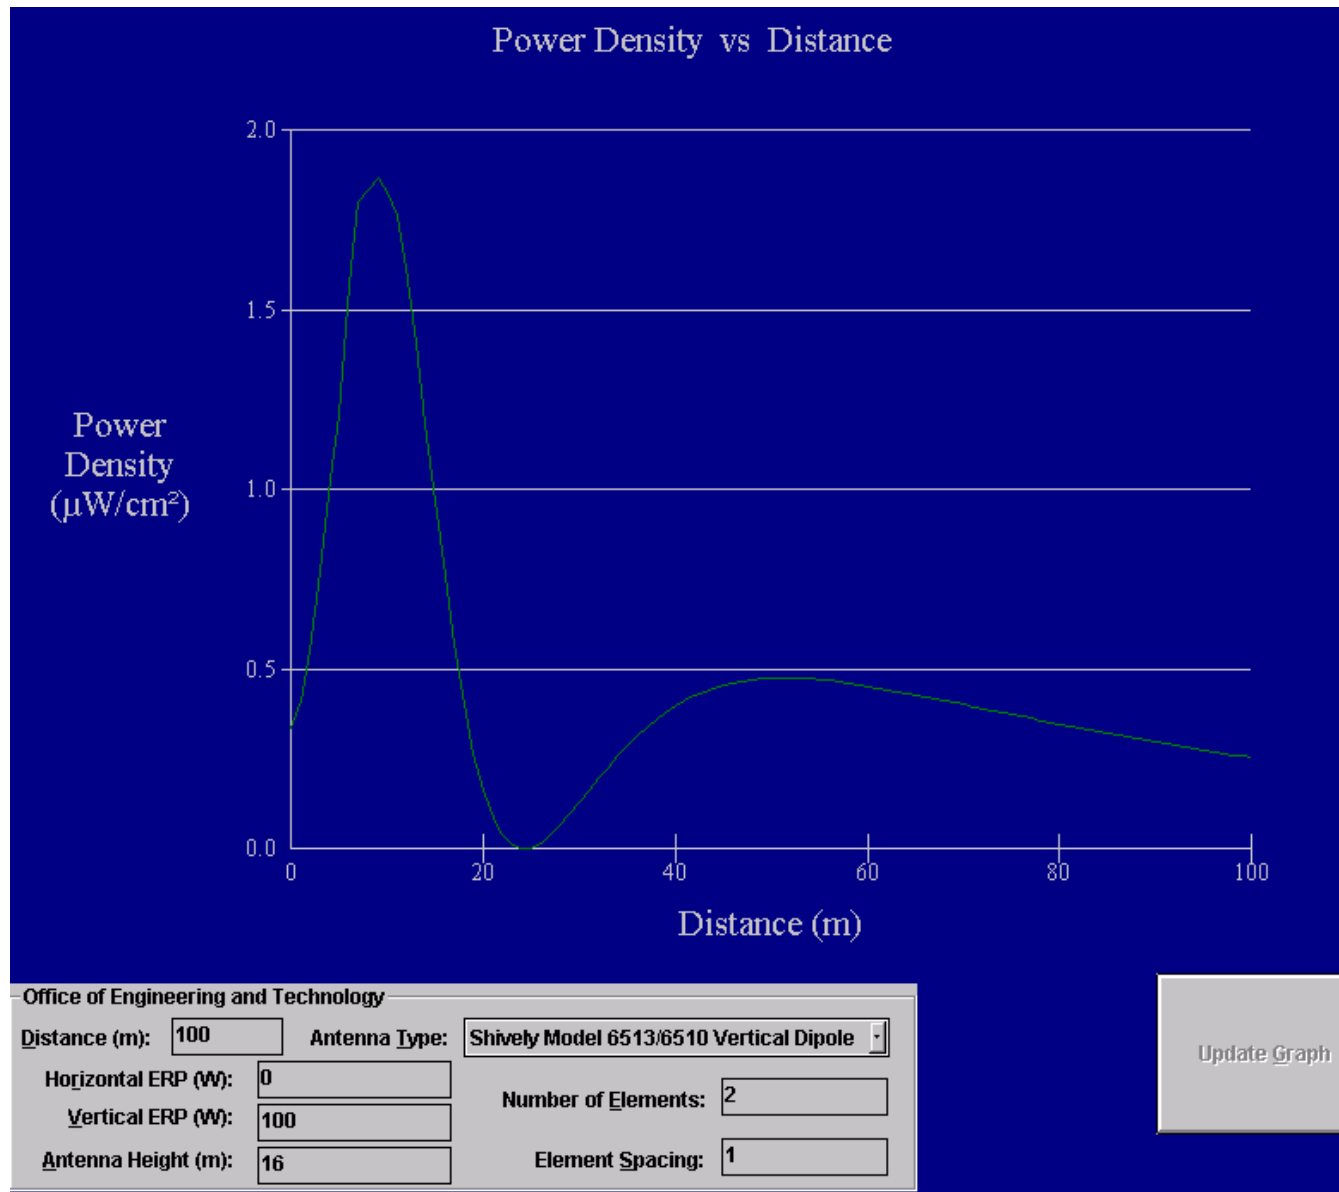 Power Density vs Distance
2.0
1.5
Power
Density
(µW/cm²)
1.0
0.5
0.0
0 20 40 60 80 100
Distance (m)
Office of Engineering and Technology
Distance (m): 100 Antenna Type: Shively Model 6513/6510 Vertical Dipole
Horizontal ERP (W): 0
Vertical ERP (W): 100
Antenna Height (m): 16
Number of Elements: 2
Element Spacing: 1
Update Graph